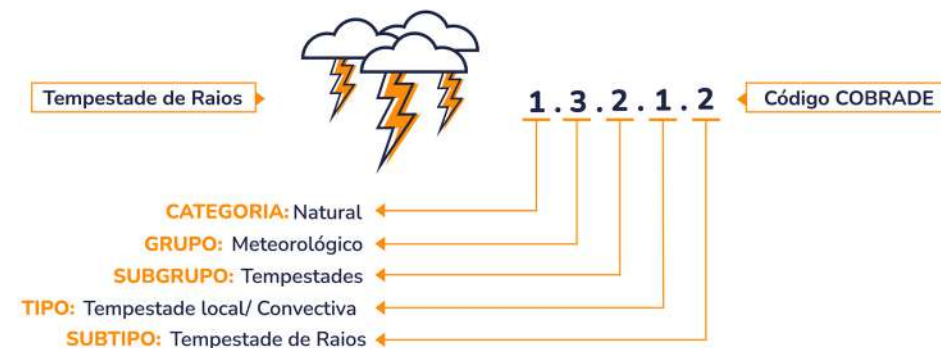 Tempestade de Raios
1.3.2.1.2
Código COBRADE
CATEGORIA: Natural
GRUPO: Meteorológico
SUBGRUPO: Tempestades
TIPO: Tempestade local/ Convectiva
SUBTIPO: Tempestade de Raios